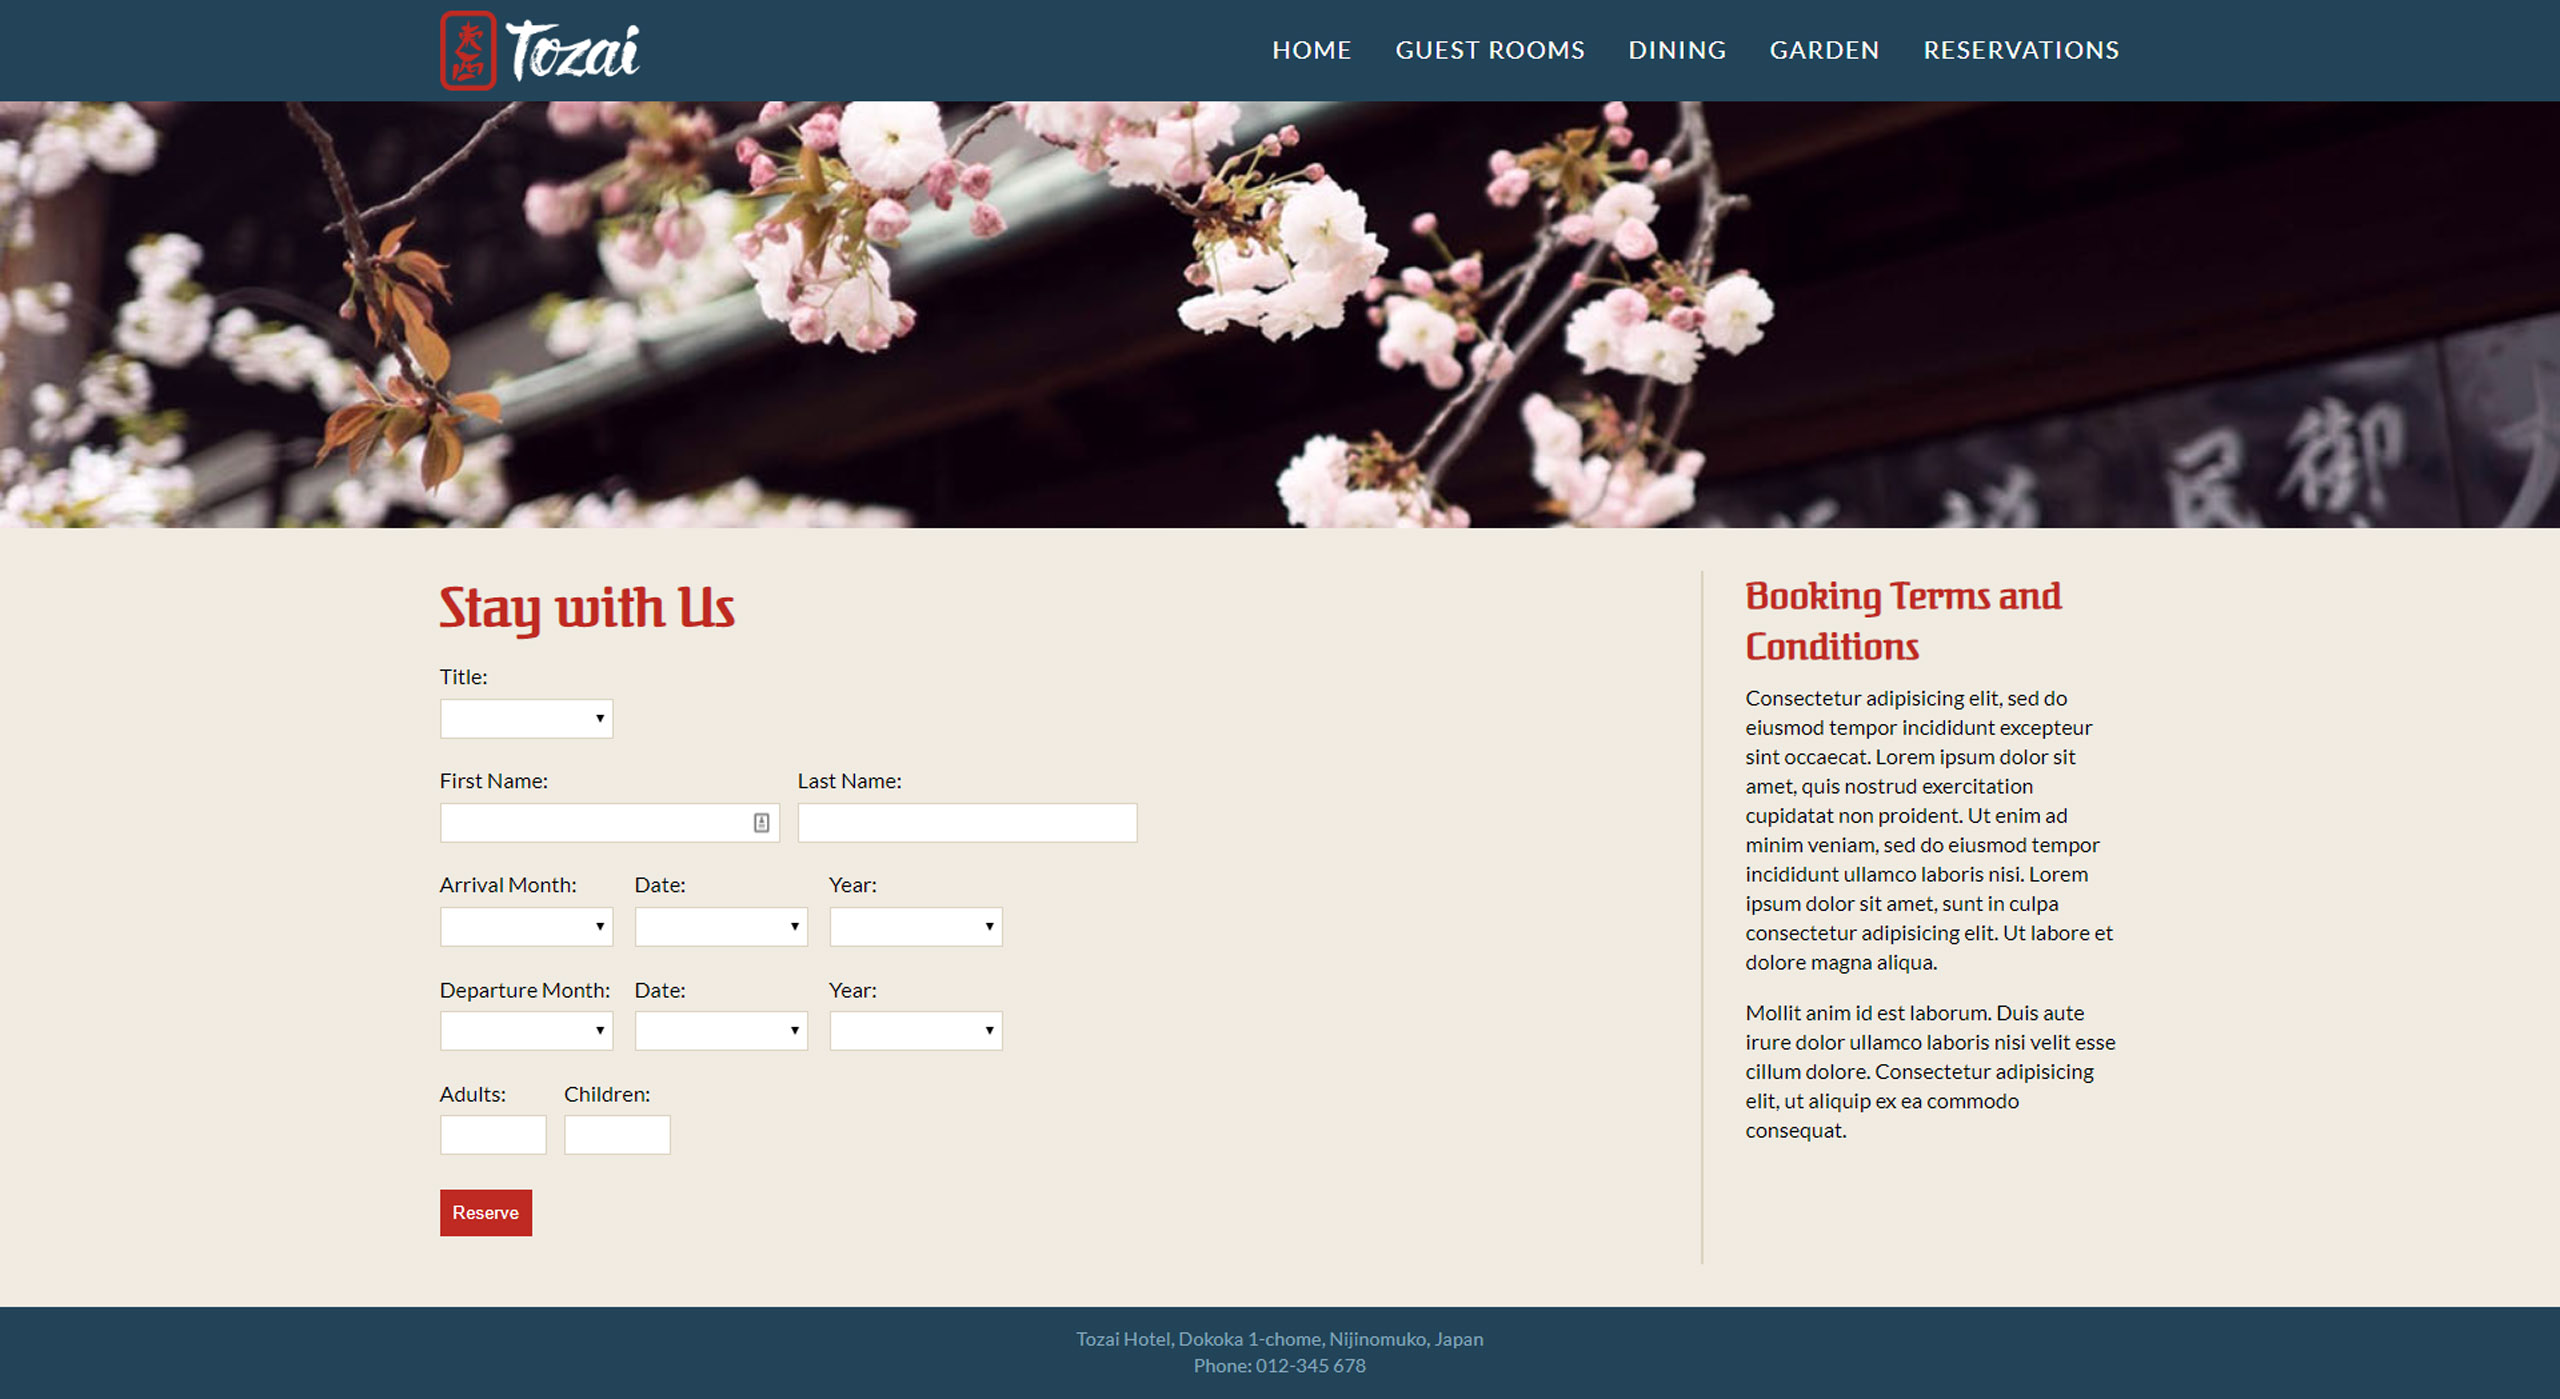 Tozai
HOME GUEST ROOMS DINING GARDEN RESERVATIONS
民 御
Stay with Us
Title:
First Name: Last Name:
Arrival Month: Date: Year:
Departure Month: Date: Year:
Adults: Children:
Reserve
Booking Terms and
Conditions
Consectetur adipisicing elit, sed do
eiusmod tempor incididunt excepteur
sint occaecat. Lorem ipsum dolor sit
amet, quis nostrud exercitation
cupidatat non proident. Ut enim ad
minim veniam, sed do eiusmod tempor
incididunt ullamco laboris nisi. Lorem
ipsum dolor sit amet, sunt in culpa
consectetur adipisicing elit. Ut labore et
dolore magna aliqua.
Mollit anim id est laborum. Duis aute
irure dolor ullamco laboris nisi velit esse
cillum dolore. Consectetur adipisicing
elit, ut aliquip ex ea commodo
consequat.
Tozai Hotel, Dokoka 1-chome, Nijinomuko, Japan
Phone: 012-345 678